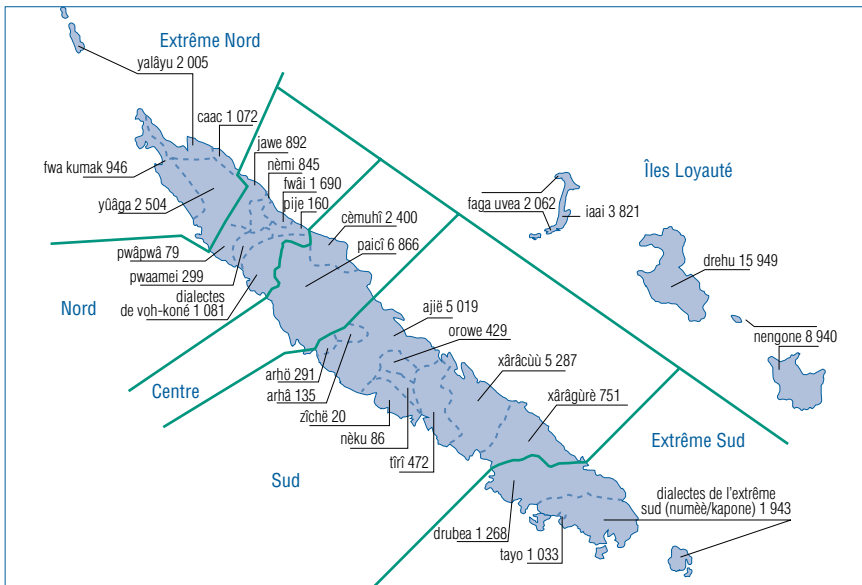 Extrême Nord
yalâyu 2 005
caac 1 072
jawe 892
nèmi 845
fwâi 1 690
pije 160
fwa kumak 946
yûâga 2 504
cèmuhî 2 400
paicî 6 866
pwâpwâ 79
pwaamei 299
dialectes
de voh-koné 1 081
Nord
Centre
Îles Loyauté
faga uvea 2 062
iaai 3 821
drehu 15 949
nengone 8 940
ajië 5 019
orowe 429
arhö 291
arhâ 135
zîchë 20
nèku 86
tîrî 472
xârâcùù 5 287
xârâgùrè 751
Sud
Extrême Sud
dialectes de l'extrême
sud (numèè/kapone) 1 943
drubea 1 268
tayo 1 033